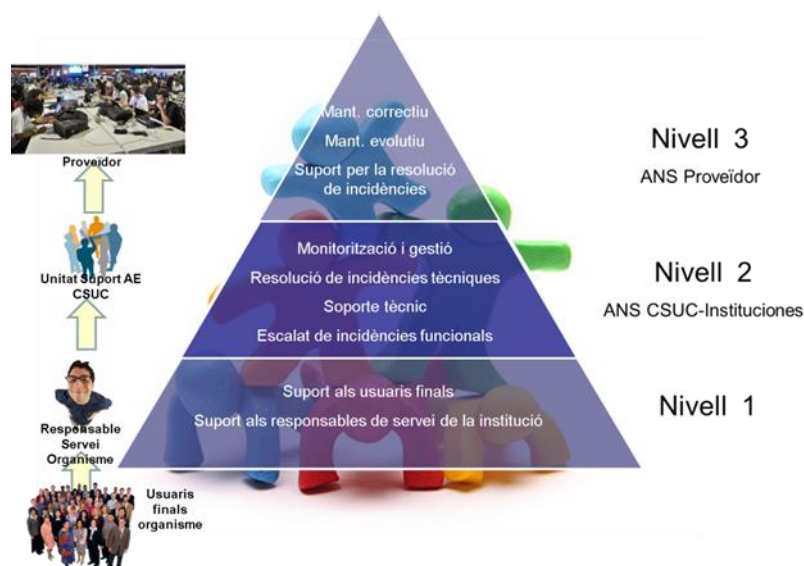 Mant. correctiu
Mant. evolutiu
Suport per la resolució
de incidències
Nivell 3
ANS Proveïdor
Proveïdor
Monitorització i gestió
Resolució de incidències tècniques
Soporte tècnic
Escalat de incidències funcionals
Nivell 2
ANS CSUC-Instituciones
Unitat Suport AE
CSUC
Suport als usuaris finals
Suport als responsables de servei de la institució
Nivell 1
Responsable
Servei
Organisme
Usuaris
finals
organisme